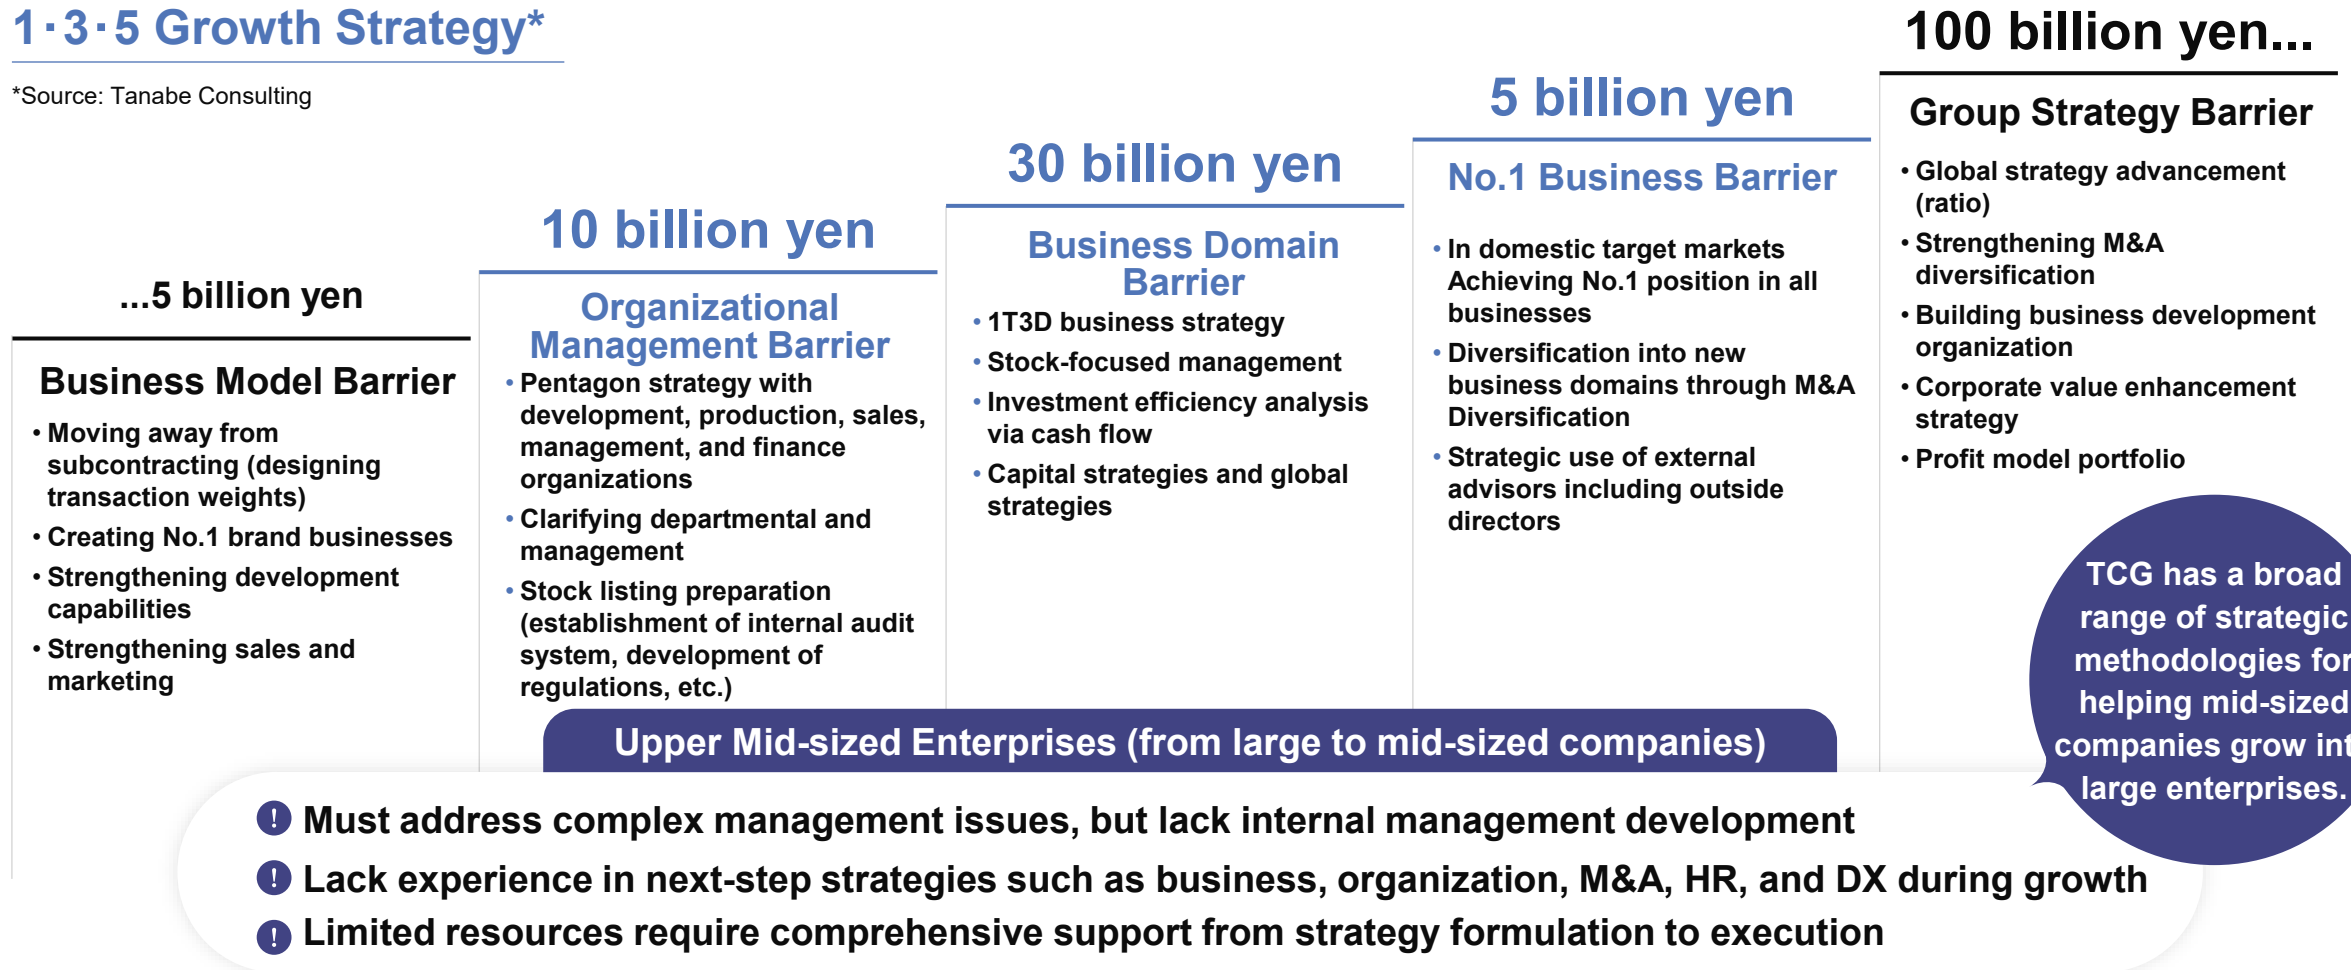 1·3·5 Growth Strategy*
*Source: Tanabe Consulting
...5 billion yen
Business Model Barrier
• Moving away from
subcontracting (designing
transaction weights)
• Creating No.1 brand businesses
• Strengthening development
capabilities
• Strengthening sales and
marketing
10 billion yen
Organizational
Management Barrier
• Pentagon strategy with
development, production, sales,
management, and finance
organizations
• Clarifying departmental and
management
• Stock listing preparation
(establishment of internal audit
system, development of
regulations, etc.)
30 billion yen
Business Domain
Barrier
• 1T3D business strategy
• Stock-focused management
• Investment efficiency analysis
via cash flow
• Capital strategies and global
strategies
5 billion yen
No.1 Business Barrier
• In domestic target markets
Achieving No.1 position in all
businesses
• Diversification into new
business domains through M&A
Diversification
• Strategic use of external
advisors including outside
directors
100 billion yen...
Group Strategy Barrier
• Global strategy advancement
(ratio)
• Strengthening M&A
diversification
• Building business development
organization
• Corporate value enhancement
strategy
• Profit model portfolio
TCG has a broad
range of strategic
methodologies for
helping mid-sized
companies grow int
large enterprises.
Upper Mid-sized Enterprises (from large to mid-sized companies)
! Must address complex management issues, but lack internal management development
! Lack experience in next-step strategies such as business, organization, M&A, HR, and DX during growth
! Limited resources require comprehensive support from strategy formulation to execution